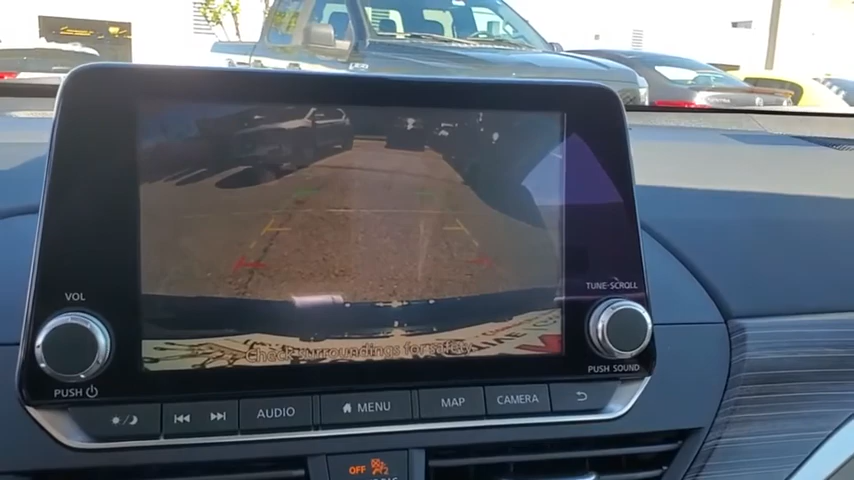 VOL
TUNE·SCROLL
Check surroundings for safety
PUSH
PUSH SOUND
AUDIO
MENU
MAP
CAMERA
OFF